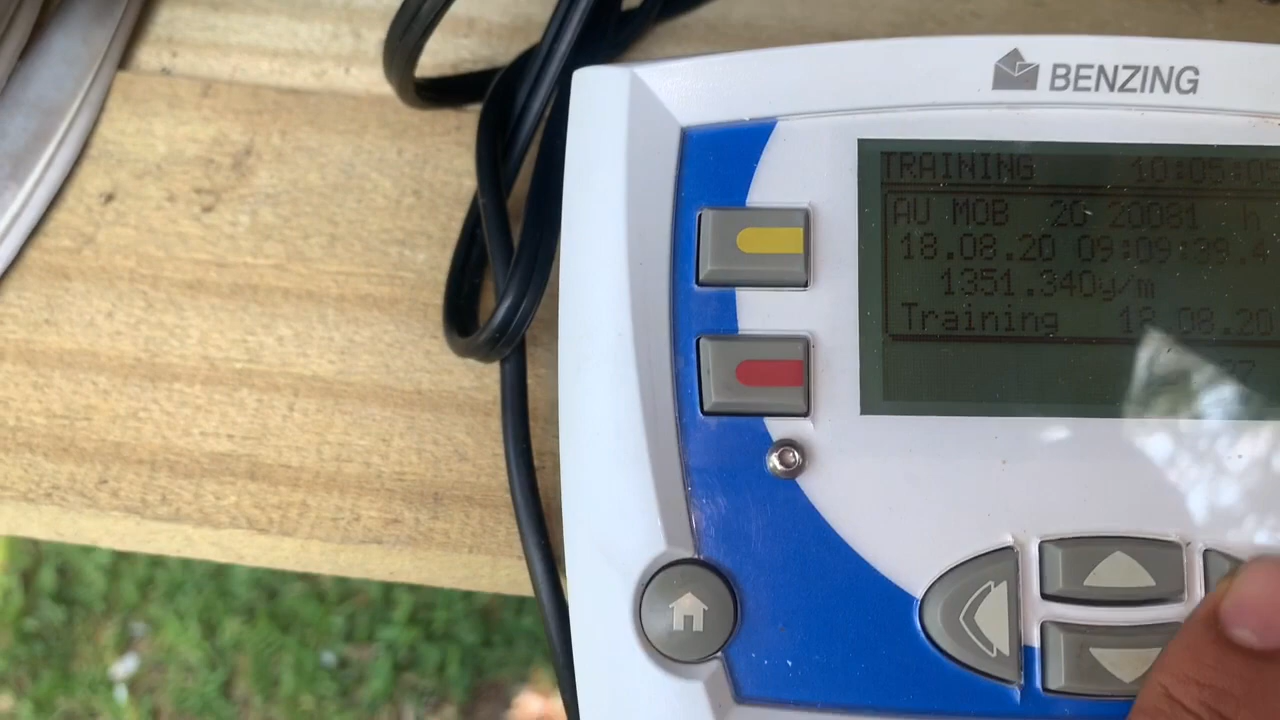 BENZING
TRAINING 10:05:05
AU MOB 20 20081 h
18.08.20 09:09:39.4
1351.340y/m
Training 18.08.20